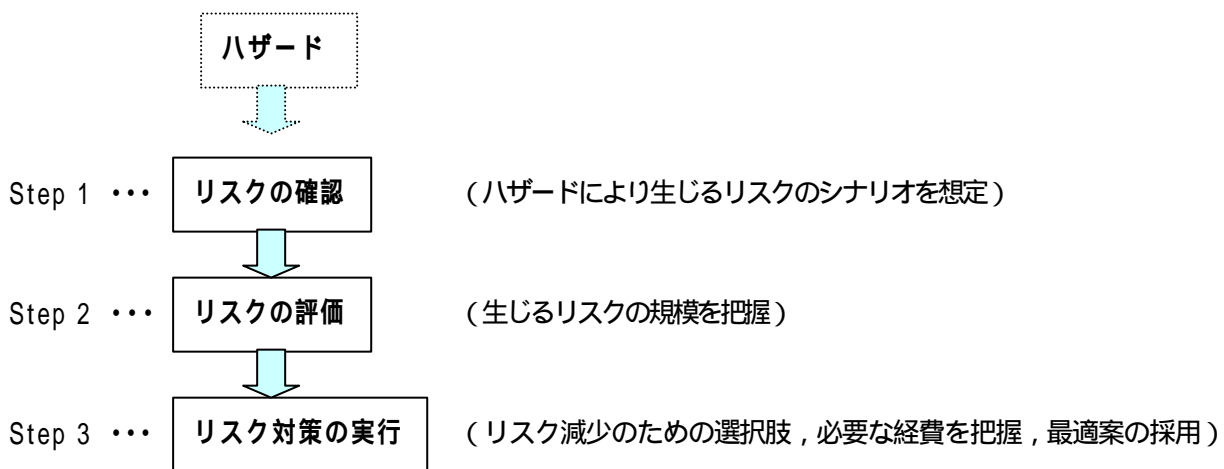 ハザード
Step 1 ･･･ リスクの確認 （ハザードにより生じるリスクのシナリオを想定）
Step 2 ･･･ リスクの評価 （生じるリスクの規模を把握）
Step 3 ･･･ リスク対策の実行 （リスク減少のための選択肢，必要な経費を把握，最適案の採用）